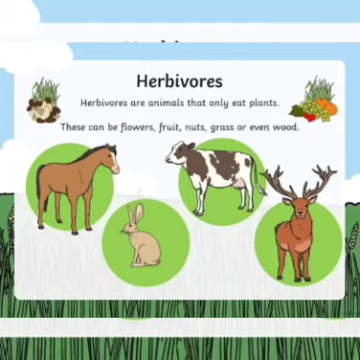 Herbivores
Herbivores are animals that only eat plants.
These can be flowers, fruit, nuts, grass or even wood.